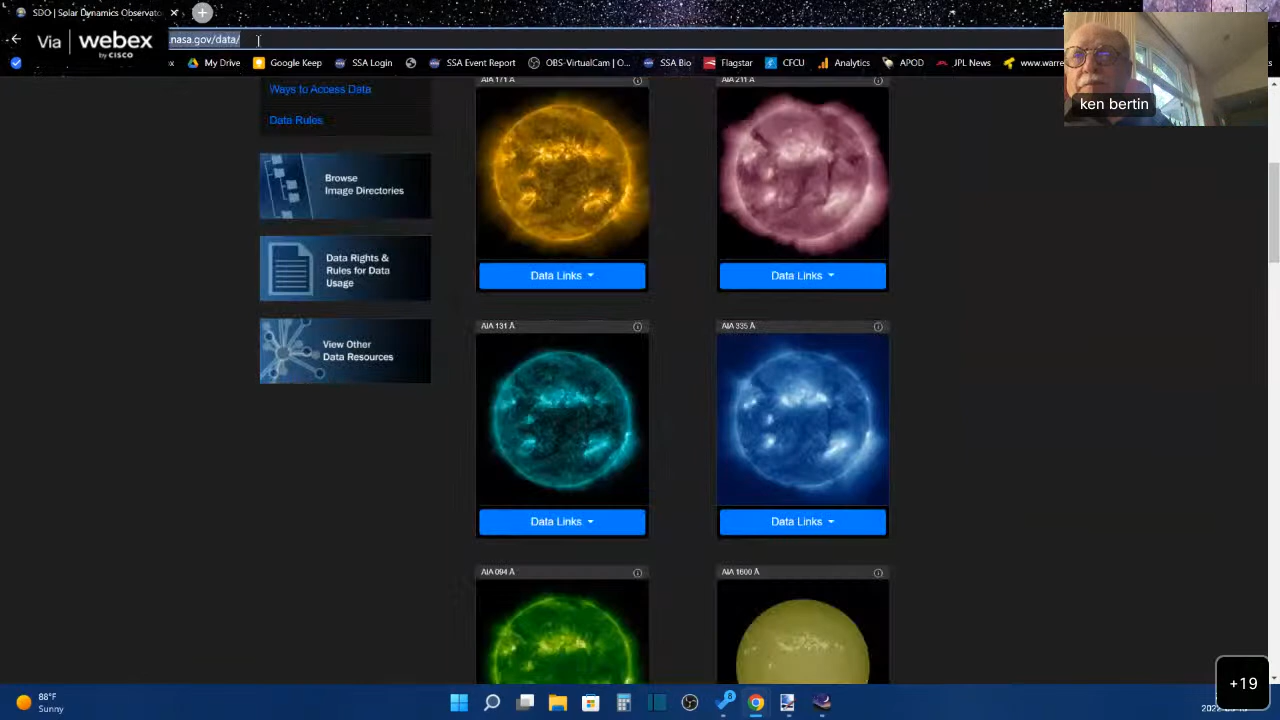 SDO | Solar Dynamics Observato
Via webex
by CISCO
.nasa.gov/data/
My Drive
Google Keep
SSA Login
SSA Event Report
OBS-VirtualCam | O...
SSA Bio
Flagstar
CFCU
Analytics
APOD
JPL News
ken bertin
Ways to Access Data
Data Rules
Browse
Image Directories
Data Rights &
Rules for Data
Usage
View Other
Data Resources
AIA 171 Å
AIA 211 Å
Data Links
Data Links
AIA 131 Å
AIA 335 Å
Data Links
Data Links
AIA 094 Å
AIA 1600 Å
+19
88°F
Sunny
8